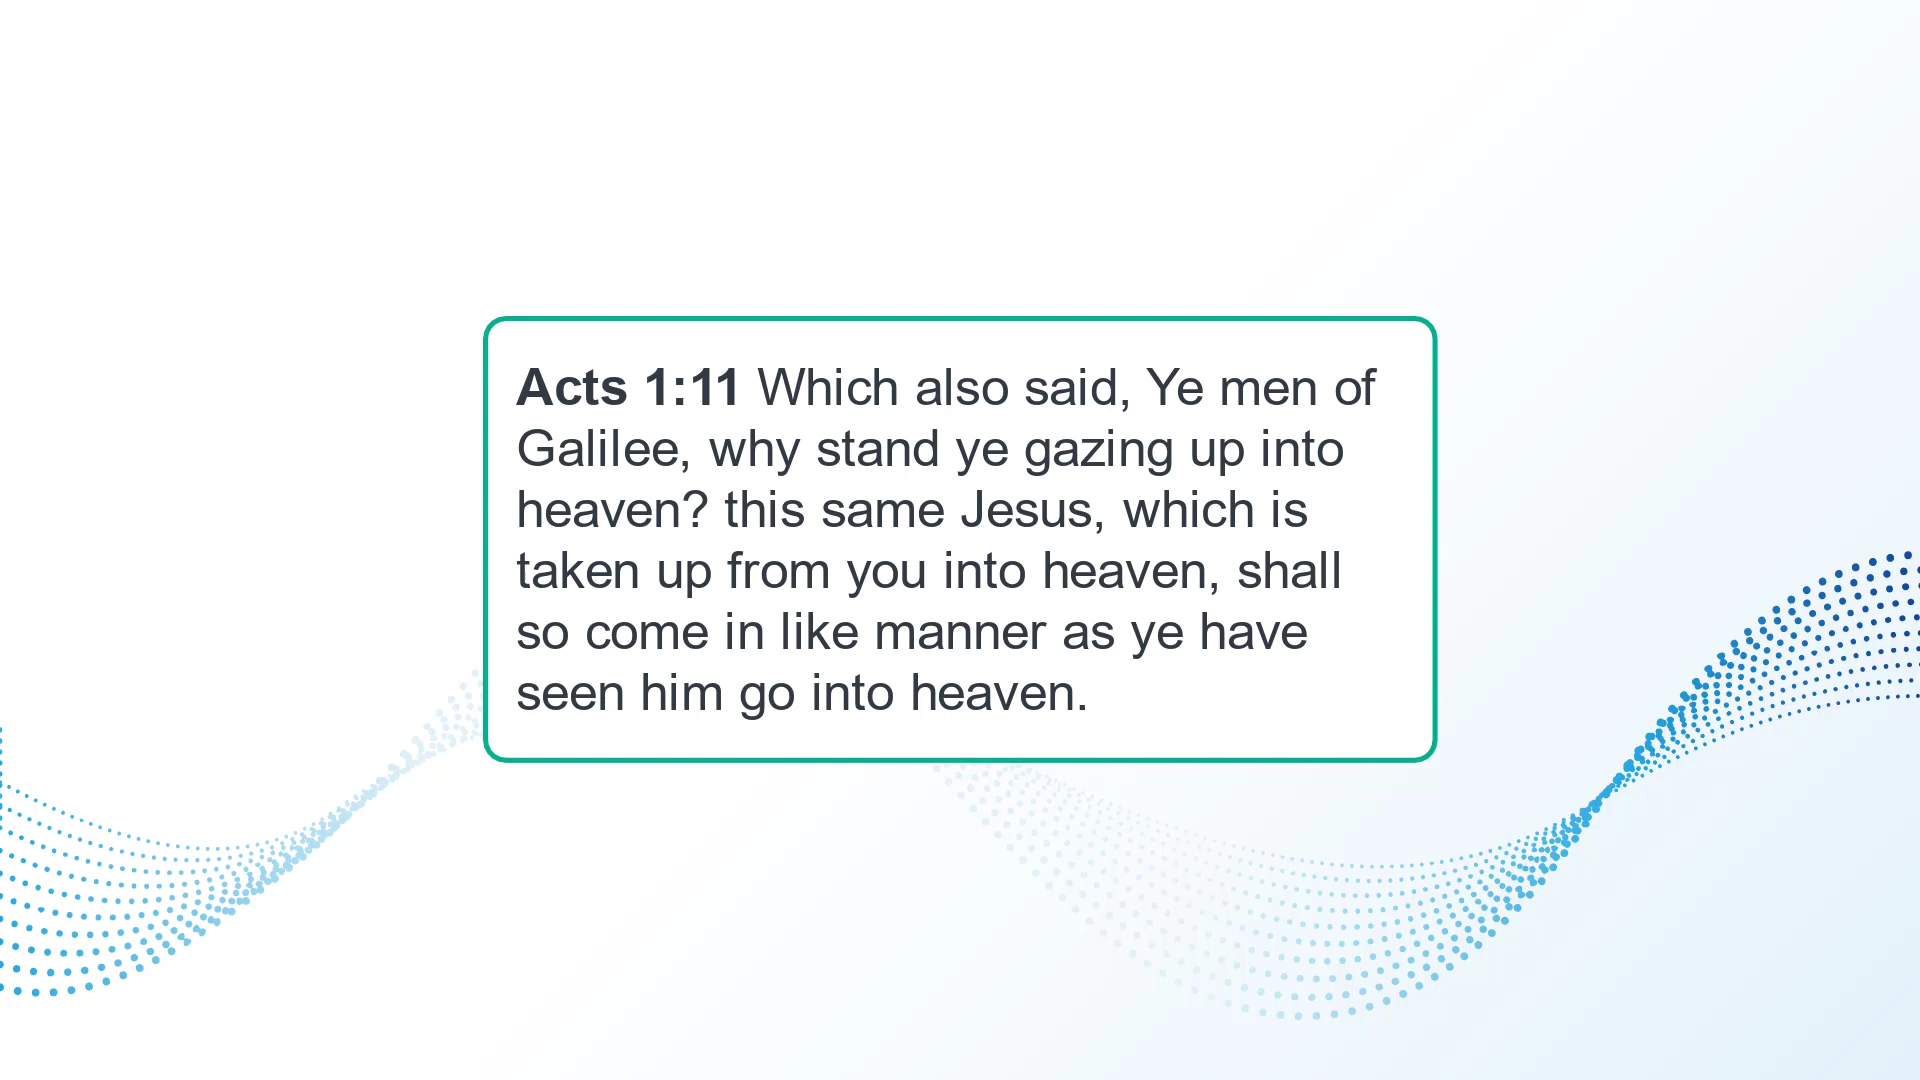 Acts 1:11 Which also said, Ye men of
Galilee, why stand ye gazing up into
heaven? this same Jesus, which is
taken up from you into heaven, shall
so come in like manner as ye have
seen him go into heaven.